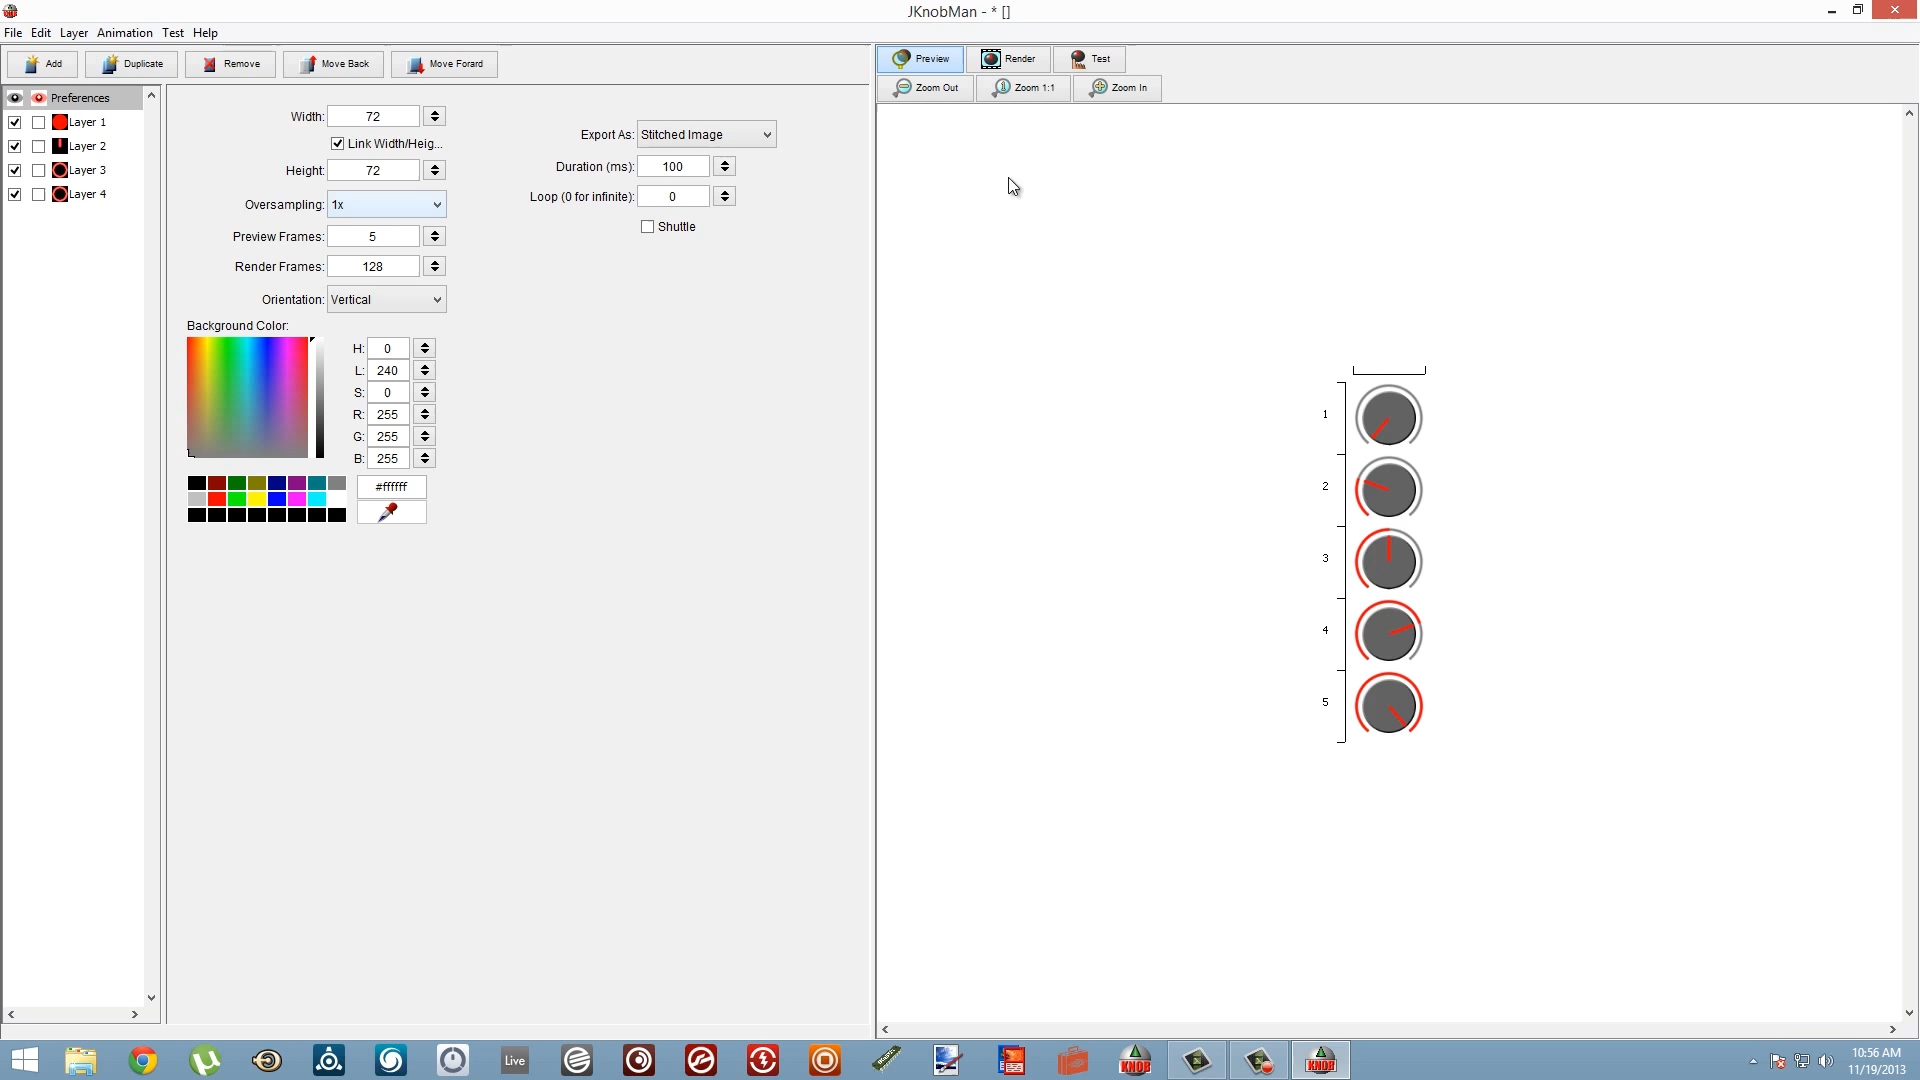 JKnobMan - * []
File Edit Layer Animation Test Help
Add Duplicate Remove Move Back Move Forard
Preview Render Test
Zoom Out Zoom 1:1 Zoom In
Preferences
Layer 1
Layer 2
Layer 3
Layer 4
Width: 72
Link Width/Heig...
Height: 72
Oversampling: 1x
Preview Frames: 5
Render Frames: 128
Orientation: Vertical
Background Color:
H: 0
L: 240
S: 0
R: 255
G: 255
B: 255
#ffffff
Export As: Stitched Image
Duration (ms): 100
Loop (0 for infinite): 0
Shuttle
1
2
3
4
5
Live
KNOB
KNOB
10:56 AM
11/19/2013